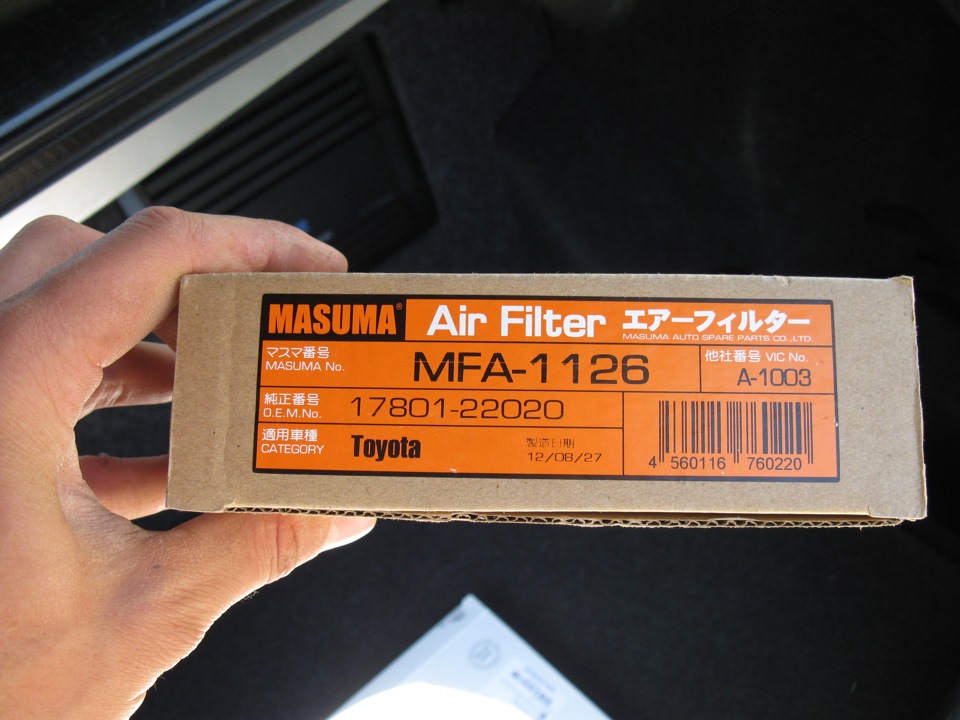 MASUMA® Air Filter エアーフィルター
MASUMA AUTO SPARE PARTS CO.,LTD.
マスマ番号
MASUMA No.
MFA-1126
他社番号 VIC No.
A-1003
純正番号
O.E.M.No.
17801-22020
適用車種
CATEGORY
Toyota
製造日期
12/08/27
4 560116 760220